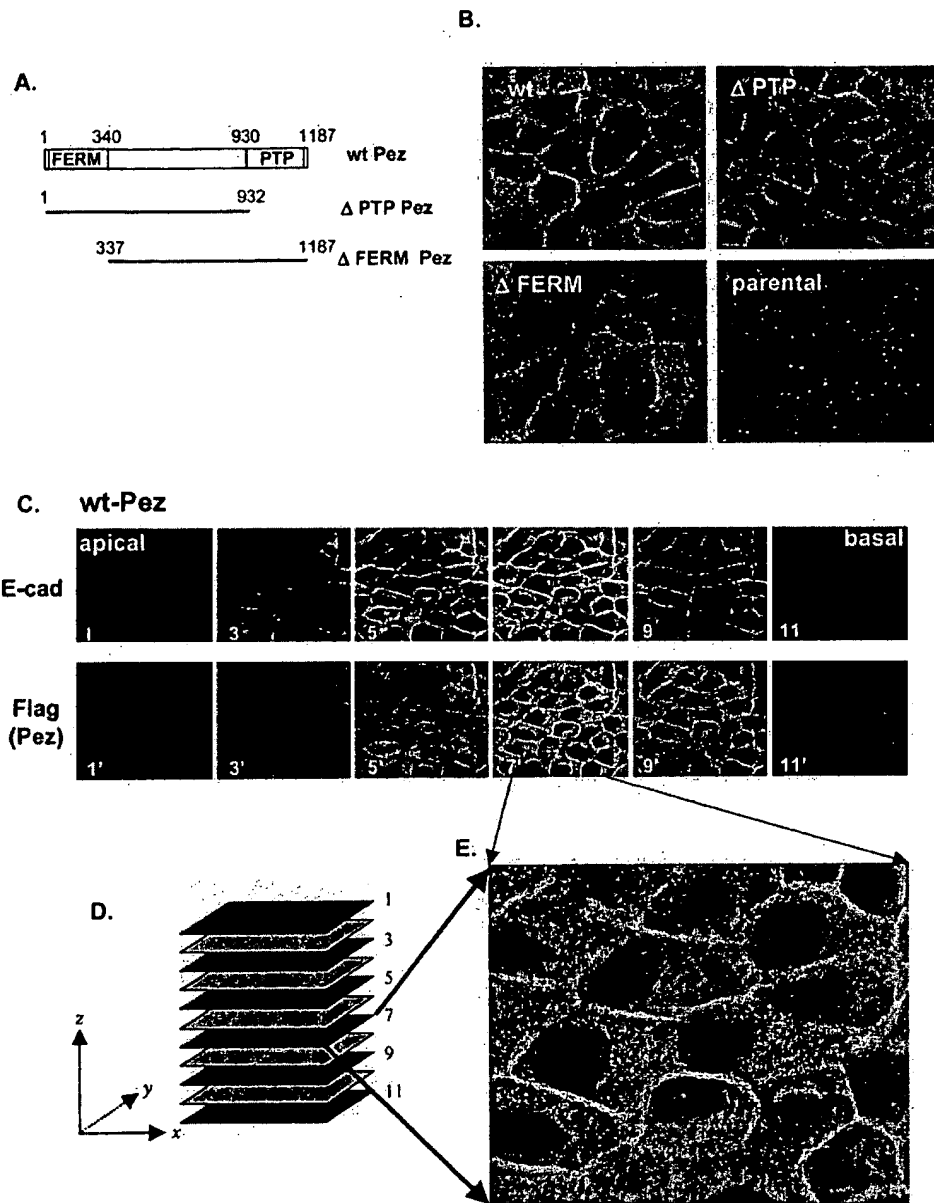 B.
A.
1 340 930 1187
FERM PTP wt Pez
1 932
Δ PTP Pez
337 1187
Δ FERM Pez
wt
Δ PTP
Δ FERM
parental
C. wt-Pez
apical
basal
E-cad
1 3 5 7 9 11
Flag
(Pez)
1' 3' 5' 7' 9' 11'
D.
E.
1
3
5
7
9
11
z
y
x